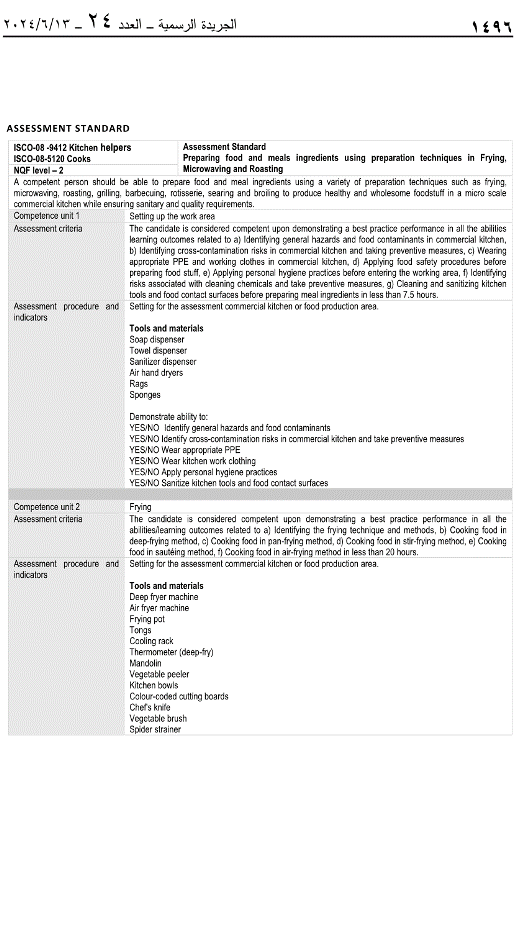 ١٤٩٦
الجريدة الرسمية – العدد ٢٤ – ٢٠٢٤/٦/١٣
ASSESSMENT STANDARD
ISCO-08 -9412 Kitchen helpers
ISCO-08-5120 Cooks
NQF level – 2
Assessment Standard
Preparing food and meals ingredients using preparation techniques in Frying,
Microwaving and Roasting
A competent person should be able to prepare food and meal ingredients using a variety of preparation techniques such as frying,
microwaving, roasting, grilling, barbecuing, rotisserie, searing and broiling to produce healthy and wholesome foodstuff in a micro scale
commercial kitchen while ensuring sanitary and quality requirements.
Competence unit 1
Setting up the work area
Assessment criteria
The candidate is considered competent upon demonstrating a best practice performance in all the abilities
learning outcomes related to a) Identifying general hazards and food contaminants in commercial kitchen,
b) Identifying cross-contamination risks in commercial kitchen and taking preventive measures, c) Wearing
appropriate PPE and working clothes in commercial kitchen, d) Applying food safety procedures before
preparing food stuff, e) Applying personal hygiene practices before entering the working area, f) Identifying
risks associated with cleaning chemicals and take preventive measures, g) Cleaning and sanitizing kitchen
tools and food contact surfaces before preparing meal ingredients in less than 7.5 hours.
Assessment procedure and
indicators
Setting for the assessment commercial kitchen or food production area.
Tools and materials
Soap dispenser
Towel dispenser
Sanitizer dispenser
Air hand dryers
Rags
Sponges
Demonstrate ability to:
YES/NO Identify general hazards and food contaminants
YES/NO Identify cross-contamination risks in commercial kitchen and take preventive measures
YES/NO Wear appropriate PPE
YES/NO Wear kitchen work clothing
YES/NO Apply personal hygiene practices
YES/NO Sanitize kitchen tools and food contact surfaces
Competence unit 2
Frying
Assessment criteria
The candidate is considered competent upon demonstrating a best practice performance in all the
abilities/learning outcomes related to a) Identifying the frying technique and methods, b) Cooking food in
deep-frying method, c) Cooking food in pan-frying method, d) Cooking food in stir-frying method, e) Cooking
food in sautéing method, f) Cooking food in air-frying method in less than 20 hours.
Assessment procedure and
indicators
Setting for the assessment commercial kitchen or food production area.
Tools and materials
Deep fryer machine
Air fryer machine
Frying pot
Tongs
Cooling rack
Thermometer (deep-fry)
Mandolin
Vegetable peeler
Kitchen bowls
Colour-coded cutting boards
Chef's knife
Vegetable brush
Spider strainer